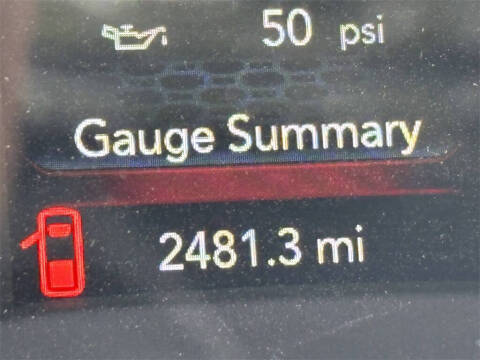 50 psi
Gauge Summary
2481.3 mi